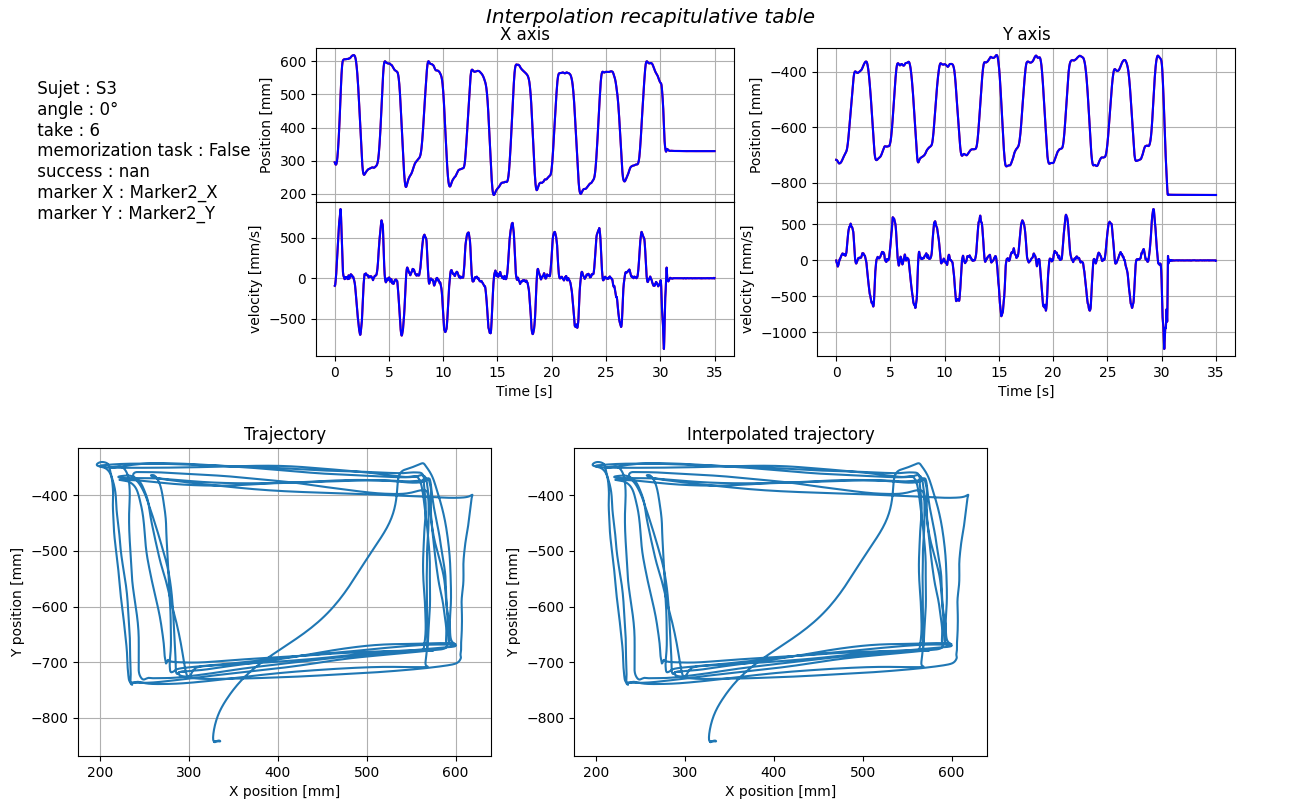 Interpolation recapitulative table
Sujet : S3
angle : 0°
take : 6
memorization task : False
success : nan
marker X : Marker2_X
marker Y : Marker2_Y
X axis
Position [mm]
600
500
400
300
200
velocity [mm/s]
500
0
−500
0 5 10 15 20 25 30 35
Time [s]
Y axis
Position [mm]
−400
−600
−800
velocity [mm/s]
500
0
−500
−1000
0 5 10 15 20 25 30 35
Time [s]
Trajectory
Y position [mm]
−400
−500
−600
−700
−800
200 300 400 500 600
X position [mm]
Interpolated trajectory
Y position [mm]
−400
−500
−600
−700
−800
200 300 400 500 600
X position [mm]